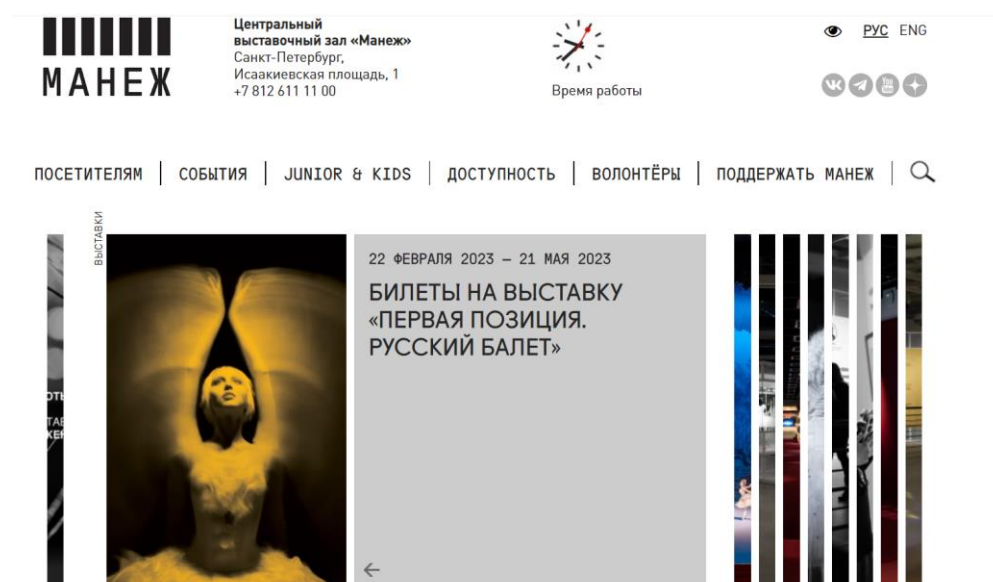 МАНЕЖ
Центральный
выставочный зал «Манеж»
Санкт-Петербург,
Исаакиевская площадь, 1
+7 812 611 11 00
Время работы
РУС ENG
You
ПОСЕТИТЕЛЯМ | СОБЫТИЯ | JUNIOR & KIDS | ДОСТУПНОСТЬ | ВОЛОНТЁРЫ | ПОДДЕРЖАТЬ МАНЕЖ
ВЫСТАВКИ
22 ФЕВРАЛЯ 2023 — 21 МАЯ 2023
БИЛЕТЫ НА ВЫСТАВКУ
«ПЕРВАЯ ПОЗИЦИЯ.
РУССКИЙ БАЛЕТ»